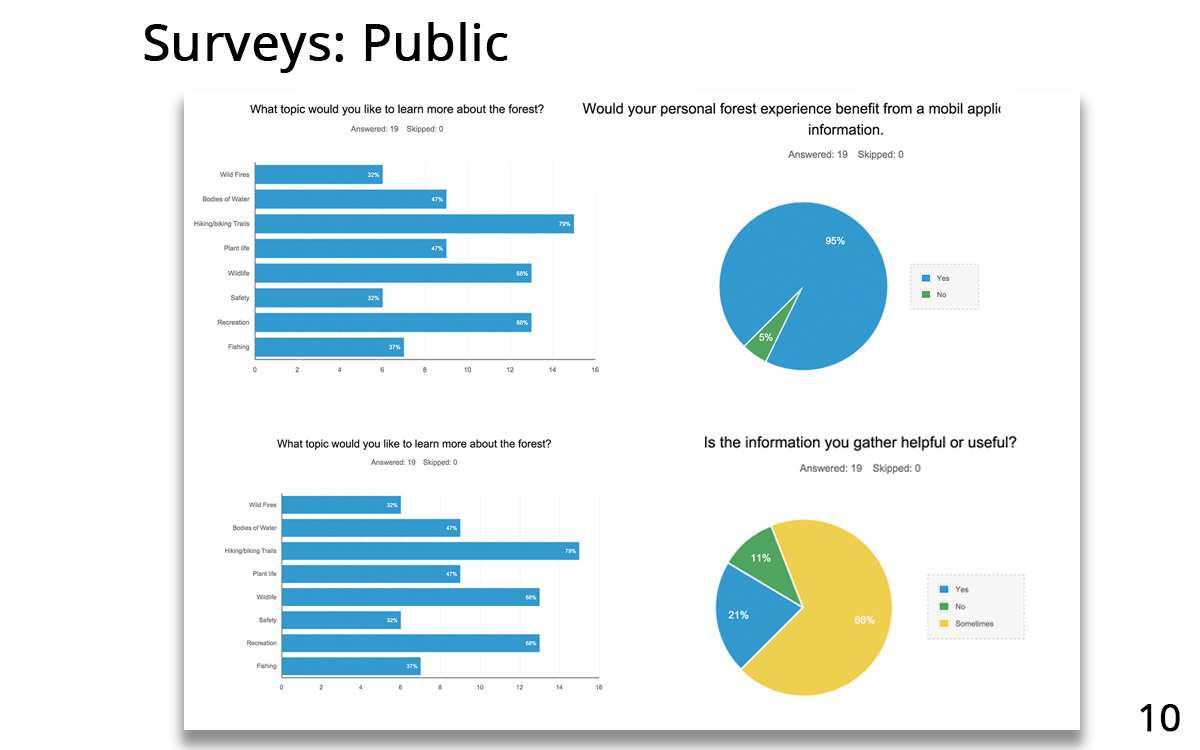 Surveys: Public
What topic would you like to learn more about the forest?
Answered: 19 Skipped: 0
Wild Fires 32%
Bodies of Water 47%
Hiking/biking Trails 79%
Plant life 47%
Wildlife 68%
Safety 32%
Recreation 68%
Fishing 37%
0 2 4 6 8 10 12 14 16
Would your personal forest experience benefit from a mobil applic
information.
Answered: 19 Skipped: 0
95%
5%
Yes
No
What topic would you like to learn more about the forest?
Answered: 19 Skipped: 0
Wild Fires 32%
Bodies of Water 47%
Hiking/biking Trails 79%
Plant life 47%
Wildlife 68%
Safety 32%
Recreation 68%
Fishing 37%
0 2 4 6 8 10 12 14 16
Is the information you gather helpful or useful?
Answered: 19 Skipped: 0
11%
21%
68%
Yes
No
Sometimes
10